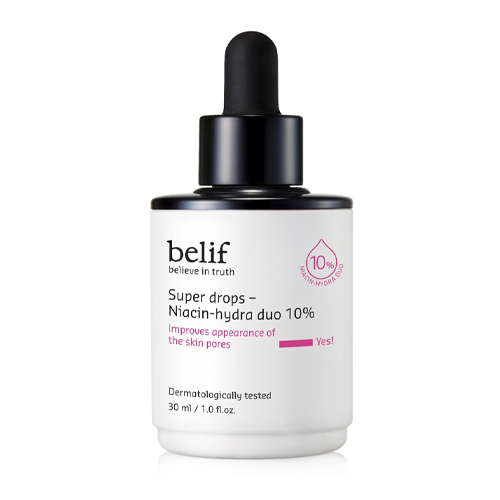 belif
believe in truth
10%
NIACIN-HYDRA DUO
Super drops –
Niacin-hydra duo 10%
Improves appearance of
the skin pores
Yes!
Dermatologically tested
30 ml / 1.0 fl.oz.